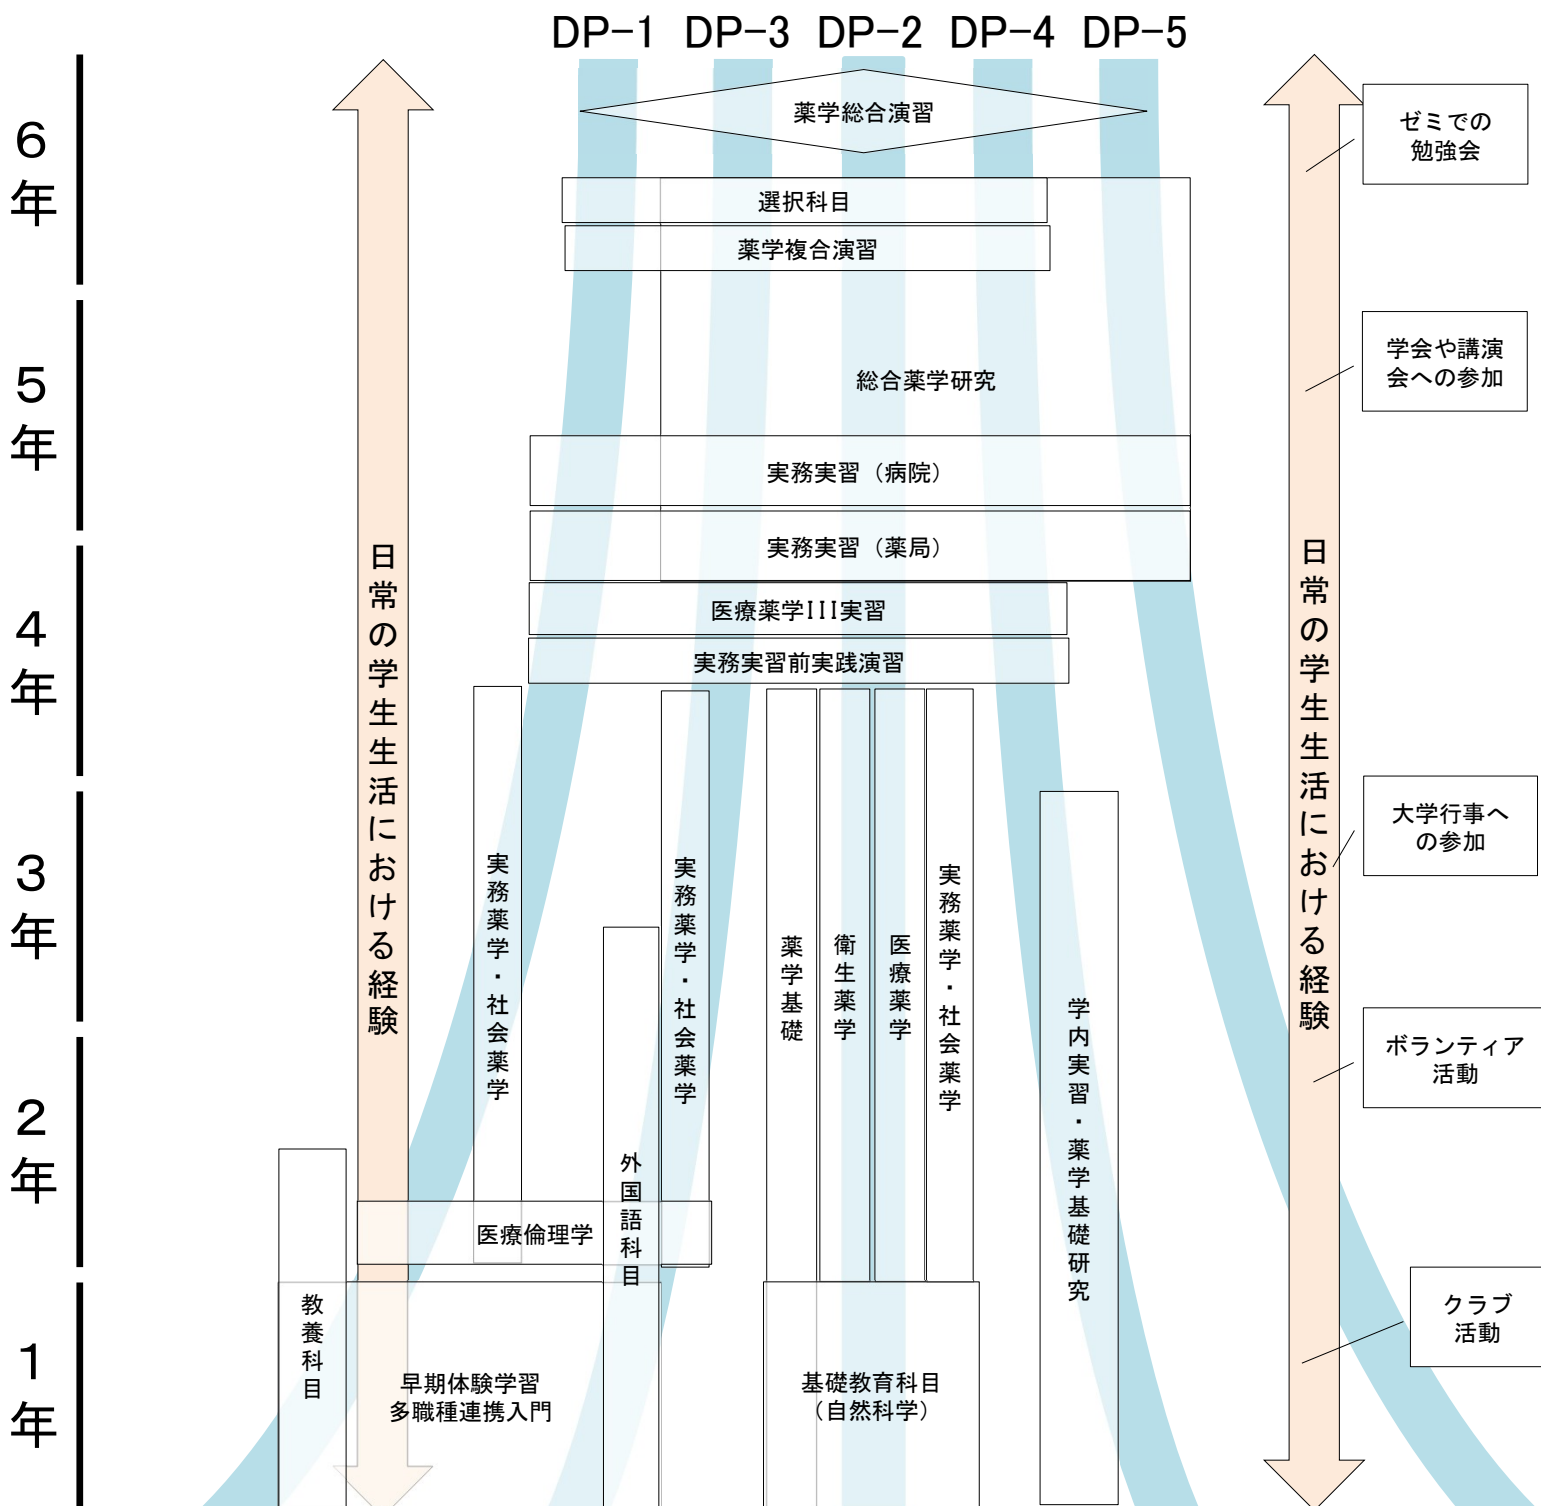 DP-1 DP-3 DP-2 DP-4 DP-5
6年
薬学総合演習
ゼミでの
勉強会
選択科目
薬学複合演習
5年
学会や講演
会への参加
総合薬学研究
実務実習（病院）
実務実習（薬局）
4年
医療薬学III実習
実務実習前実践演習
日常の学生生活における経験
日常の学生生活における経験
3年
大学行事へ
の参加
実務薬学・社会薬学
実務薬学・社会薬学
薬学基礎
衛生薬学
医療薬学
実務薬学・社会薬学
学内実習・薬学基礎研究
2年
ボランティア
活動
外国語科目
医療倫理学
1年
教養科目
早期体験学習
多職種連携入門
基礎教育科目
（自然科学）
クラブ
活動